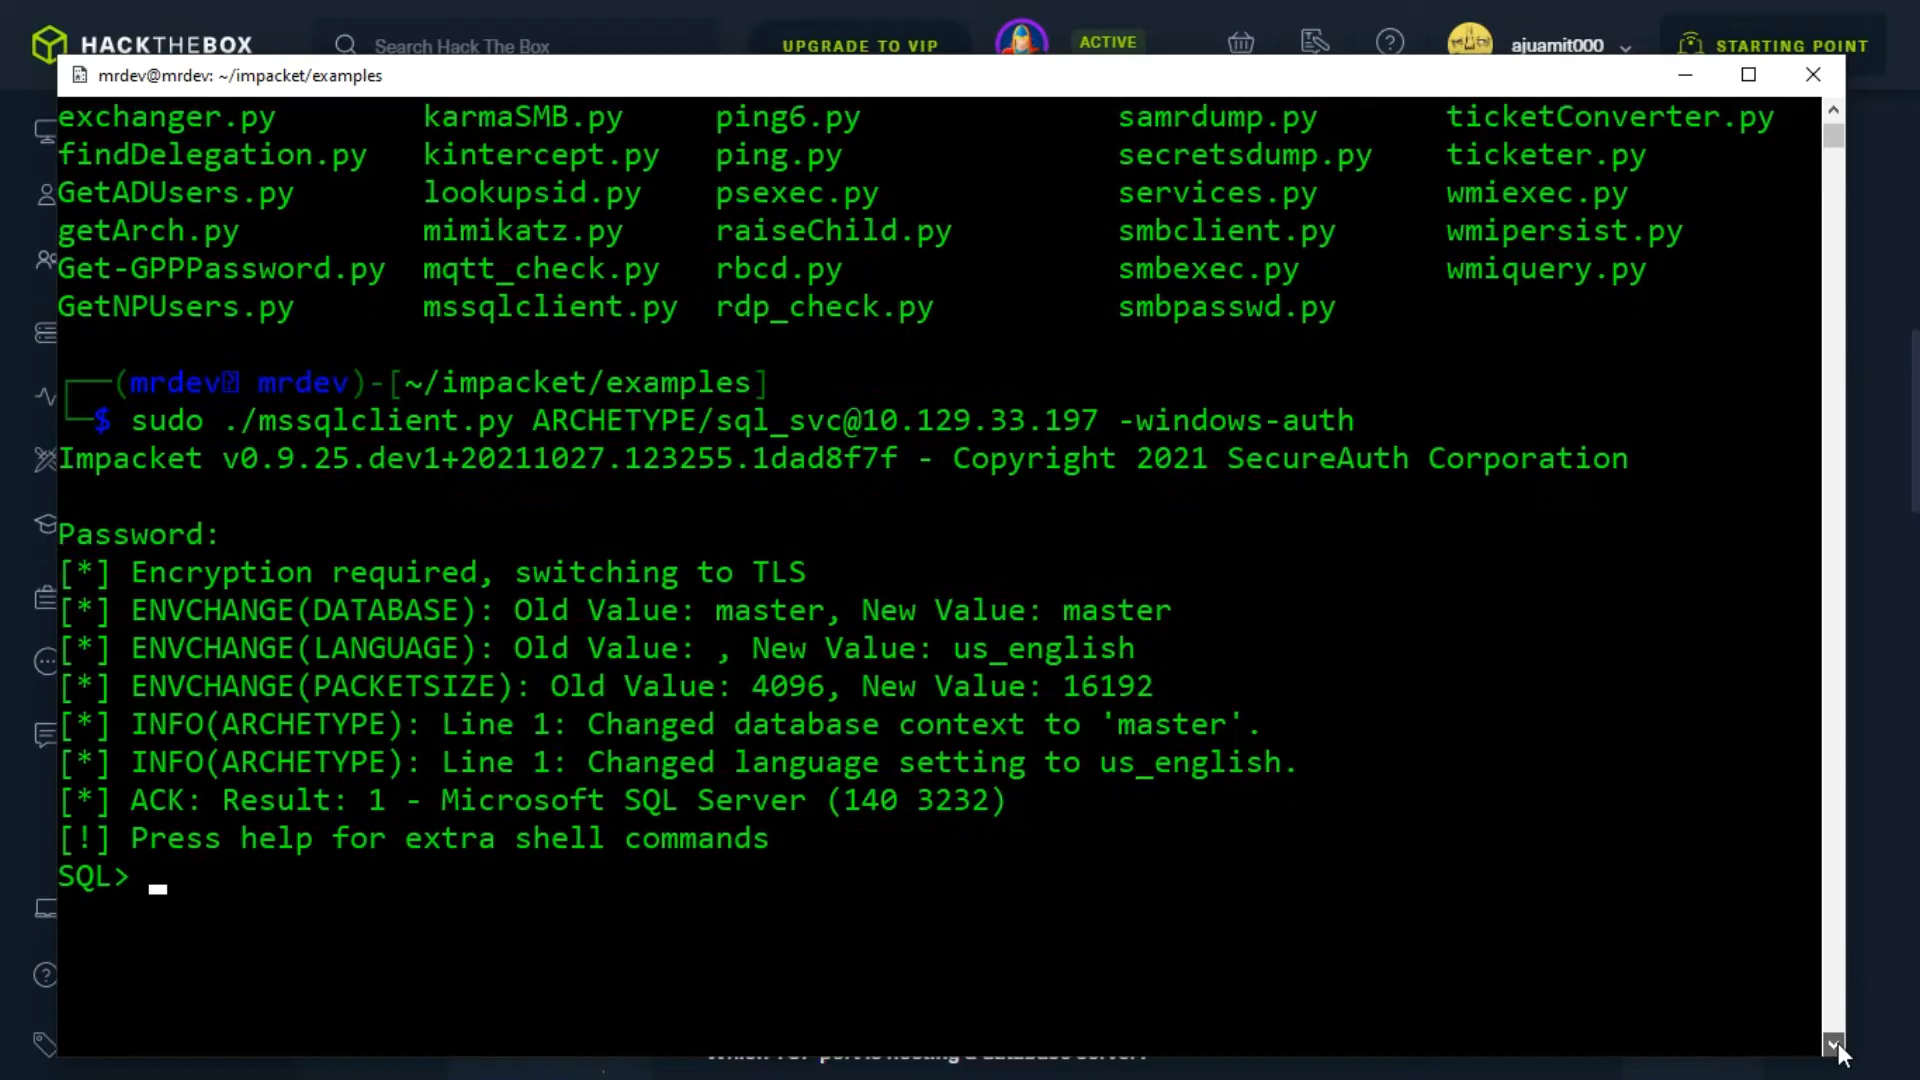 HACKTHEBOX
Search Hack The Box
UPGRADE TO VIP
ACTIVE
ajuamit000
STARTING POINT
mrdev@mrdev: ~/impacket/examples
exchanger.py karmaSMB.py ping6.py samrdump.py ticketConverter.py
findDelegation.py kintercept.py ping.py secretsdump.py ticketer.py
GetADUsers.py lookupsid.py psexec.py services.py wmiexec.py
getArch.py mimikatz.py raiseChild.py smbclient.py wmipersist.py
Get-GPPPassword.py mqtt_check.py rbcd.py smbexec.py wmiquery.py
GetNPUsers.py mssqlclient.py rdp_check.py smbpasswd.py
(mrdev mrdev)-[~/impacket/examples]
$ sudo ./mssqlclient.py ARCHETYPE/sql_svc@10.129.33.197 -windows-auth
Impacket v0.9.25.dev1+20211027.123255.1dad8f7f - Copyright 2021 SecureAuth Corporation
Password:
[*] Encryption required, switching to TLS
[*] ENVCHANGE(DATABASE): Old Value: master, New Value: master
[*] ENVCHANGE(LANGUAGE): Old Value: , New Value: us_english
[*] ENVCHANGE(PACKETSIZE): Old Value: 4096, New Value: 16192
[*] INFO(ARCHETYPE): Line 1: Changed database context to 'master'.
[*] INFO(ARCHETYPE): Line 1: Changed language setting to us_english.
[*] ACK: Result: 1 - Microsoft SQL Server (140 3232)
[!] Press help for extra shell commands
SQL>
Which TCP port is hosting a database server?